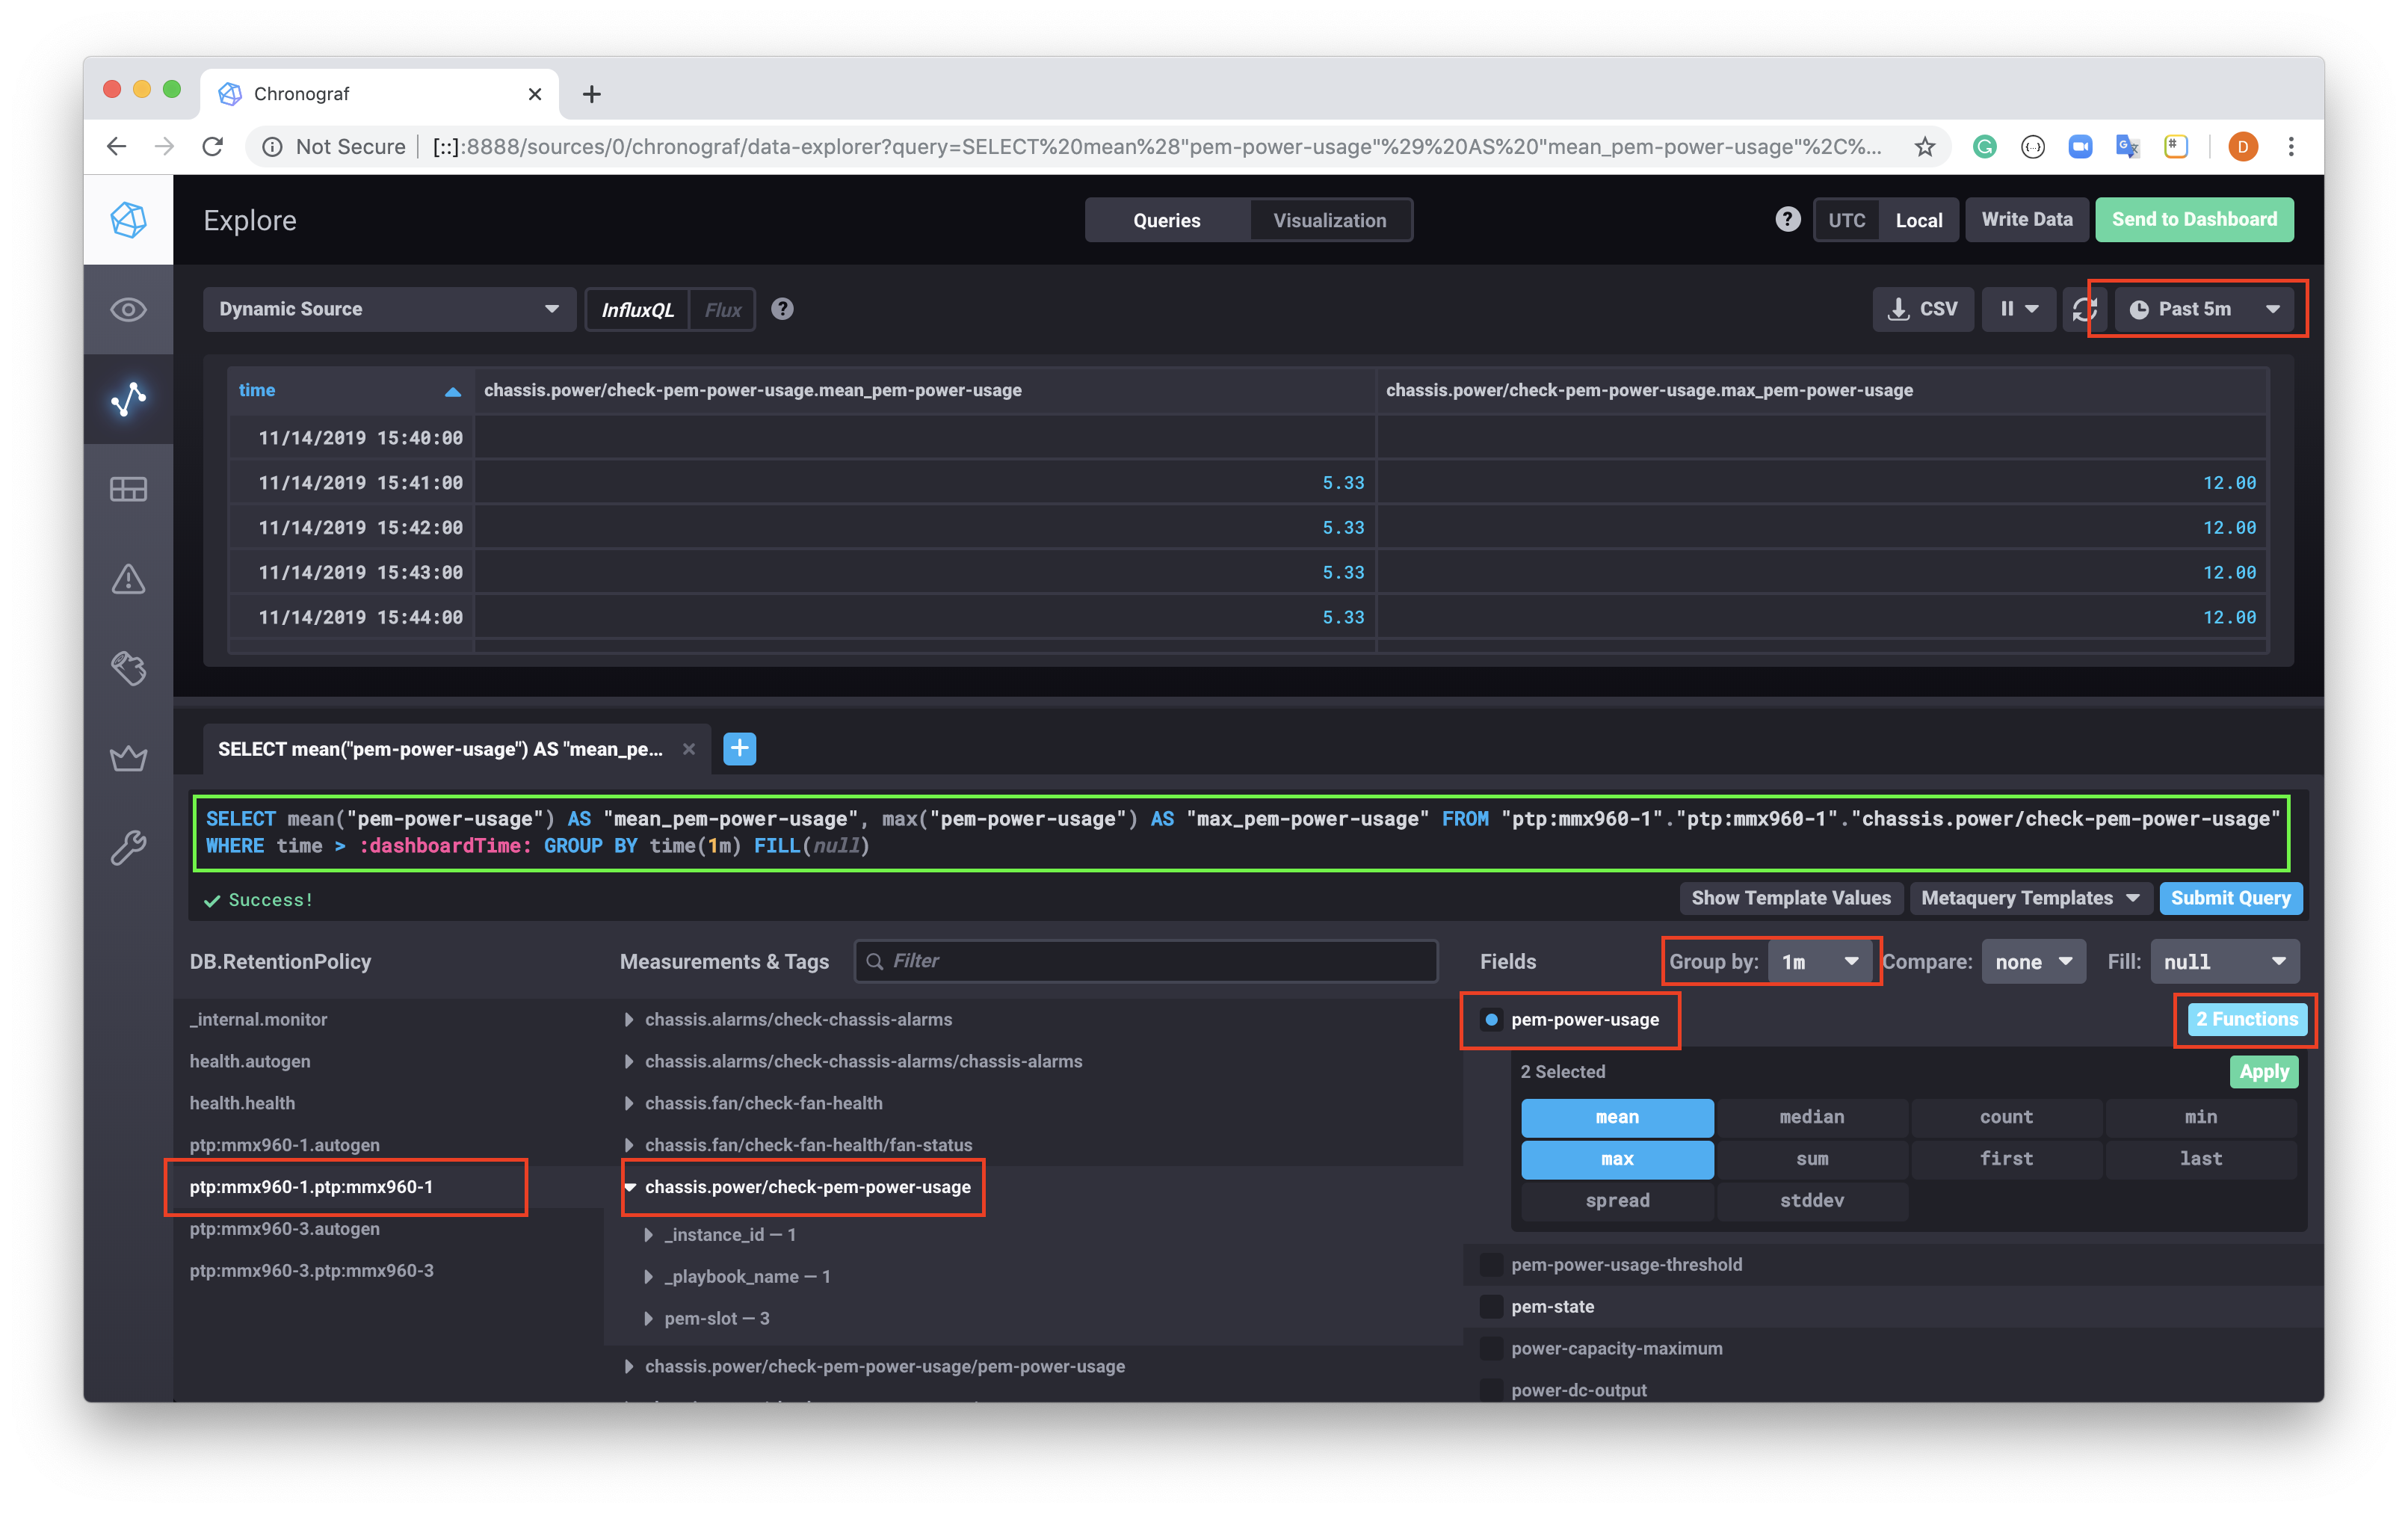 Chronograf
Not Secure
[::]:8888/sources/0/chronograf/data-explorer?query=SELECT%20mean%28"pem-power-usage"%29%20AS%20"mean_pem-power-usage"%2C%...
D
Explore
Queries
Visualization
?
UTC
Local
Write Data
Send to Dashboard
Dynamic Source
InfluxQL
Flux
?
CSV
Past 5m
time
chassis.power/check-pem-power-usage.mean_pem-power-usage
chassis.power/check-pem-power-usage.max_pem-power-usage
11/14/2019 15:40:00
11/14/2019 15:41:00 5.33 12.00
11/14/2019 15:42:00 5.33 12.00
11/14/2019 15:43:00 5.33 12.00
11/14/2019 15:44:00 5.33 12.00
SELECT mean("pem-power-usage") AS "mean_pe...
SELECT mean("pem-power-usage") AS "mean_pem-power-usage", max("pem-power-usage") AS "max_pem-power-usage" FROM "ptp:mmx960-1"."ptp:mmx960-1"."chassis.power/check-pem-power-usage"
WHERE time > :dashboardTime: GROUP BY time(1m) FILL(null)
Success!
Show Template Values
Metaquery Templates
Submit Query
DB.RetentionPolicy
_internal.monitor
health.autogen
health.health
ptp:mmx960-1.autogen
ptp:mmx960-1.ptp:mmx960-1
ptp:mmx960-3.autogen
ptp:mmx960-3.ptp:mmx960-3
Measurements & Tags
Filter
chassis.alarms/check-chassis-alarms
chassis.alarms/check-chassis-alarms/chassis-alarms
chassis.fan/check-fan-health
chassis.fan/check-fan-health/fan-status
chassis.power/check-pem-power-usage
_instance_id — 1
_playbook_name — 1
pem-slot — 3
chassis.power/check-pem-power-usage/pem-power-usage
Fields
Group by: 1m
Compare: none
Fill: null
pem-power-usage
2 Functions
2 Selected
Apply
mean median count min
max sum first last
spread stddev
pem-power-usage-threshold
pem-state
power-capacity-maximum
power-dc-output